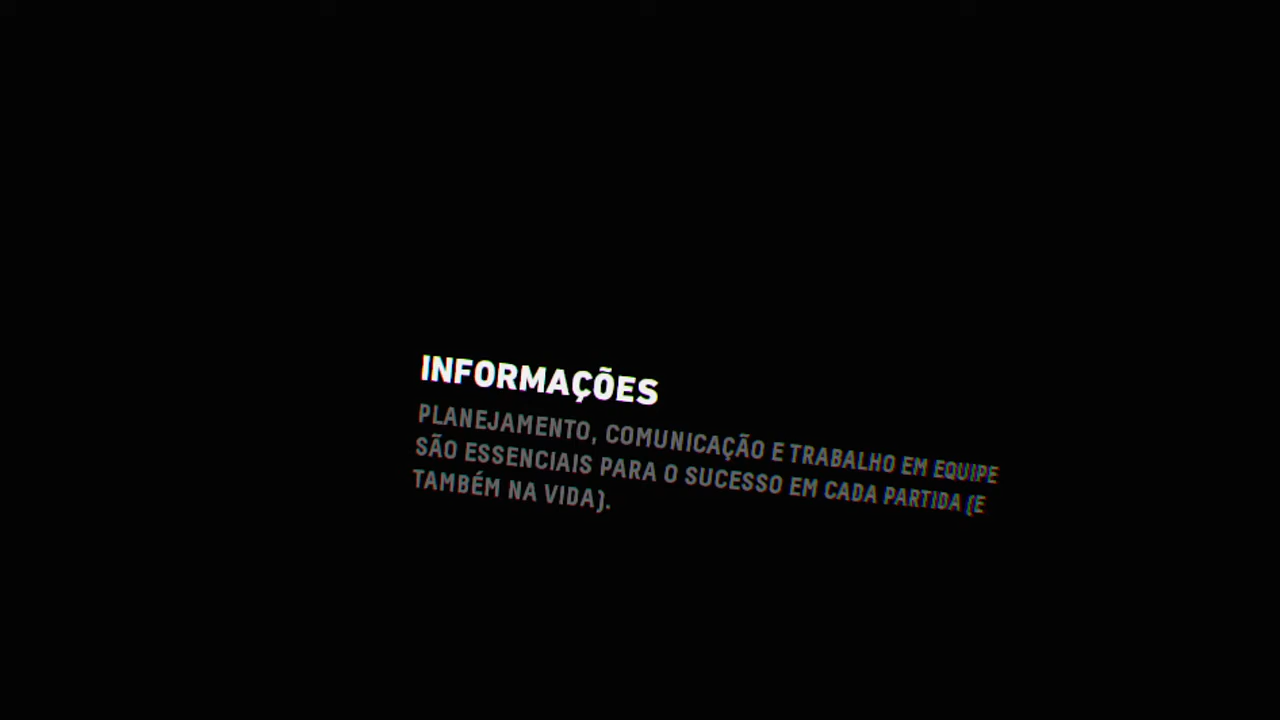 INFORMAÇÕES
PLANEJAMENTO, COMUNICAÇÃO E TRABALHO EM EQUIPE
SÃO ESSENCIAIS PARA O SUCESSO EM CADA PARTIDA (E
TAMBÉM NA VIDA).